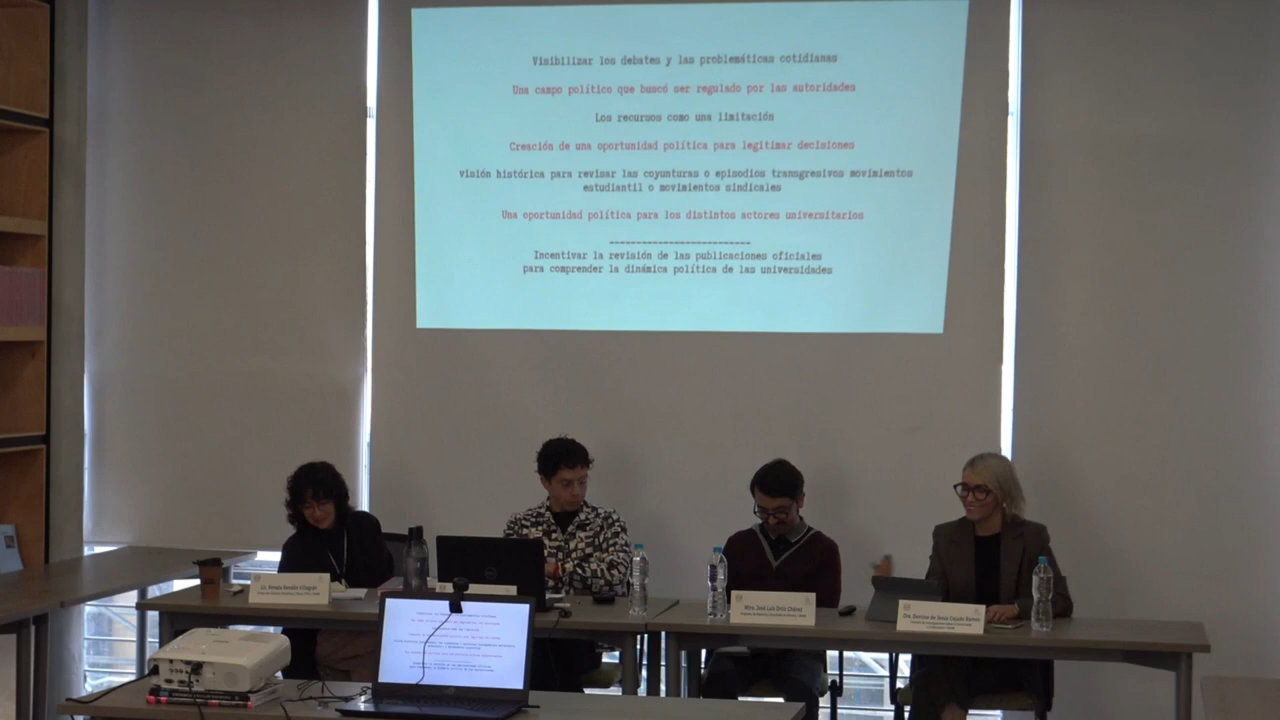 Visibilizar los debates y las problemáticas cotidianas
Una campo político que buscó ser regulado por las autoridades
Los recursos como una limitación
Creación de una oportunidad política para legitimar decisiones
visión histórica para revisar las coyunturas o episodios transgresivos movimientos
estudiantil o movimientos sindicales
Una oportunidad política para los distintos actores universitarios
--------------------------
Incentivar la revisión de las publicaciones oficiales
para comprender la dinámica política de las universidades
Mtro. José Luis Ortíz Chávez
DELL